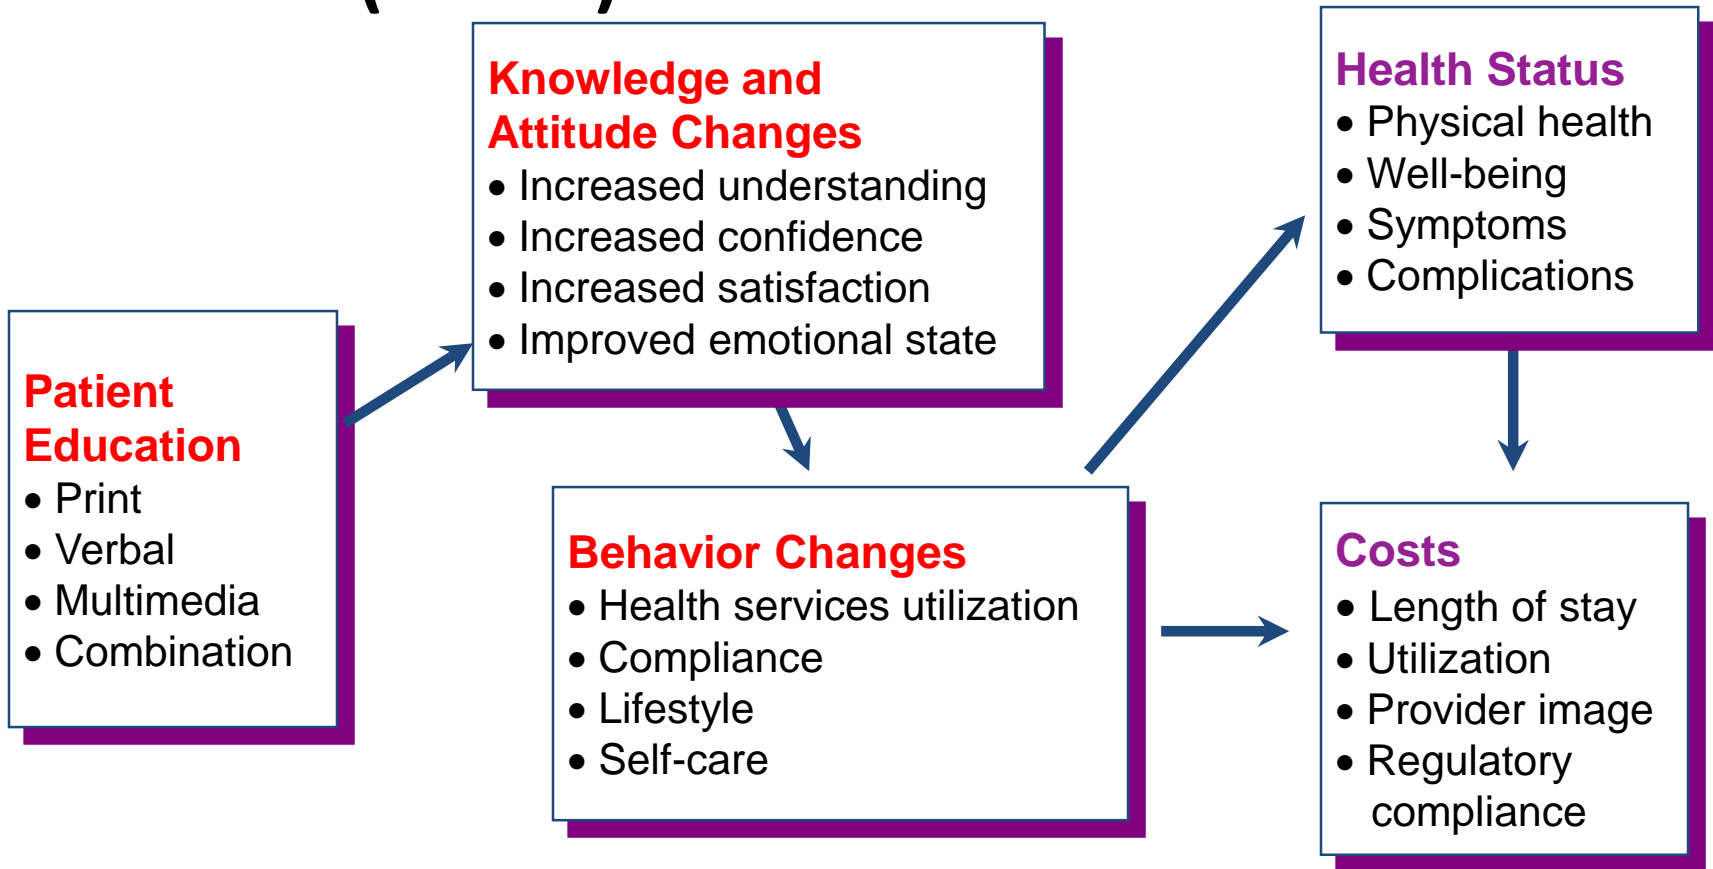 Knowledge and
Attitude Changes
• Increased understanding
• Increased confidence
• Increased satisfaction
• Improved emotional state
Health Status
• Physical health
• Well-being
• Symptoms
• Complications
Patient
Education
• Print
• Verbal
• Multimedia
• Combination
Behavior Changes
• Health services utilization
• Compliance
• Lifestyle
• Self-care
Costs
• Length of stay
• Utilization
• Provider image
• Regulatory
compliance